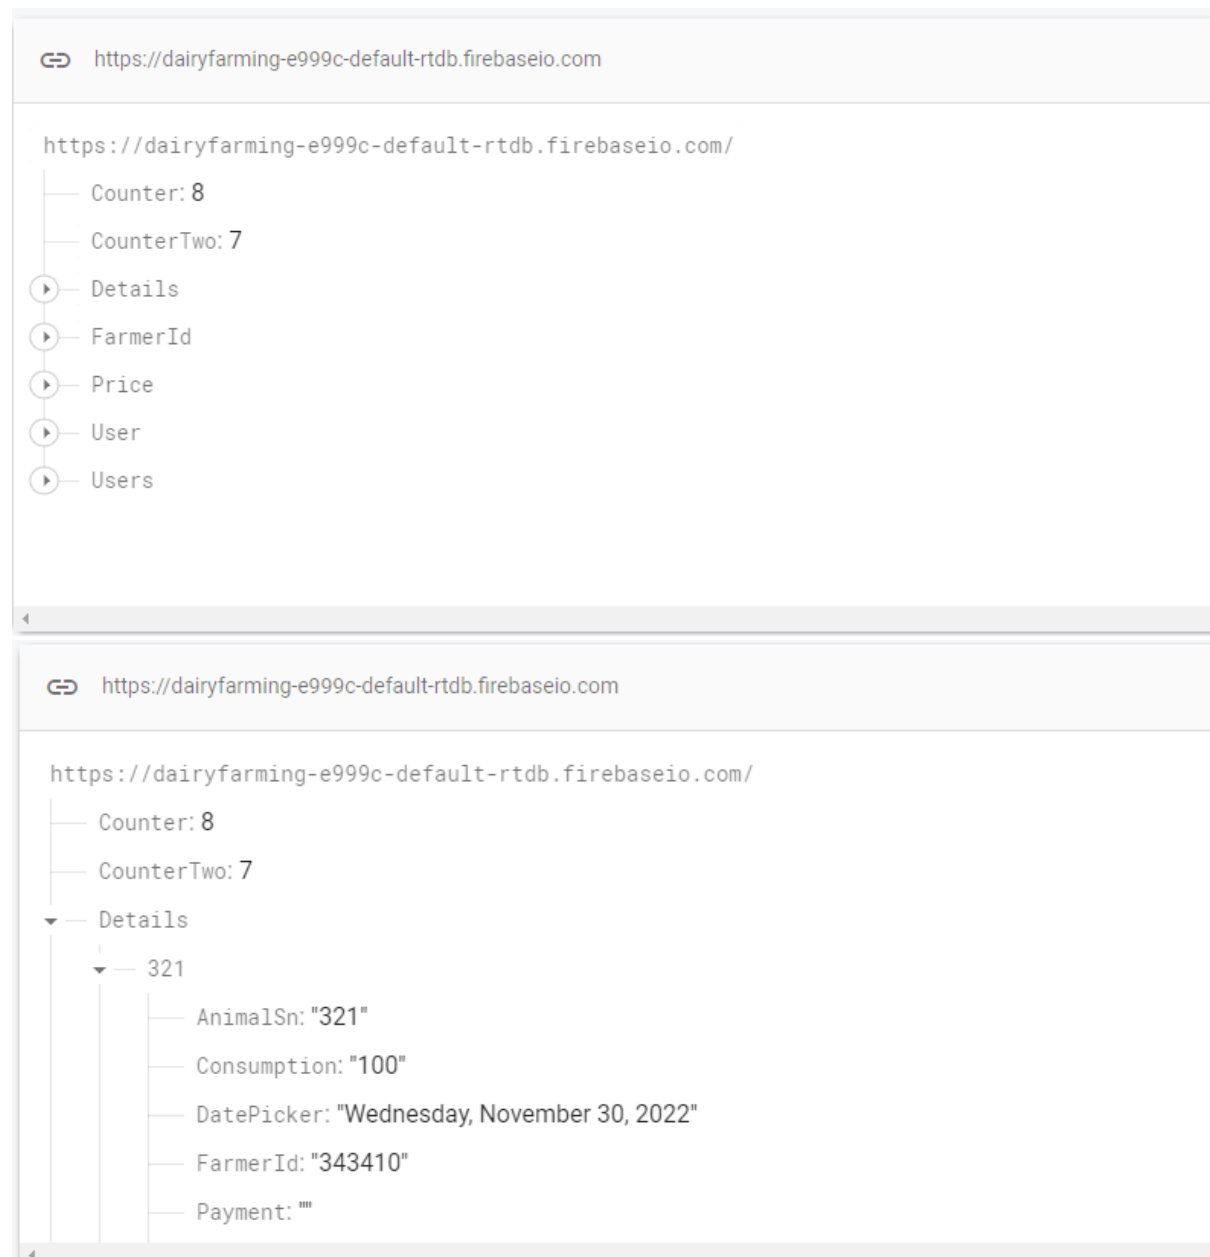 https://dairyfarming-e999c-default-rtdb.firebaseio.com
https://dairyfarming-e999c-default-rtdb.firebaseio.com/
Counter: 8
CounterTwo: 7
Details
FarmerId
Price
User
Users
https://dairyfarming-e999c-default-rtdb.firebaseio.com
https://dairyfarming-e999c-default-rtdb.firebaseio.com/
Counter: 8
CounterTwo: 7
Details
321
AnimalSn: "321"
Consumption: "100"
DatePicker: "Wednesday, November 30, 2022"
FarmerId: "343410"
Payment: ""